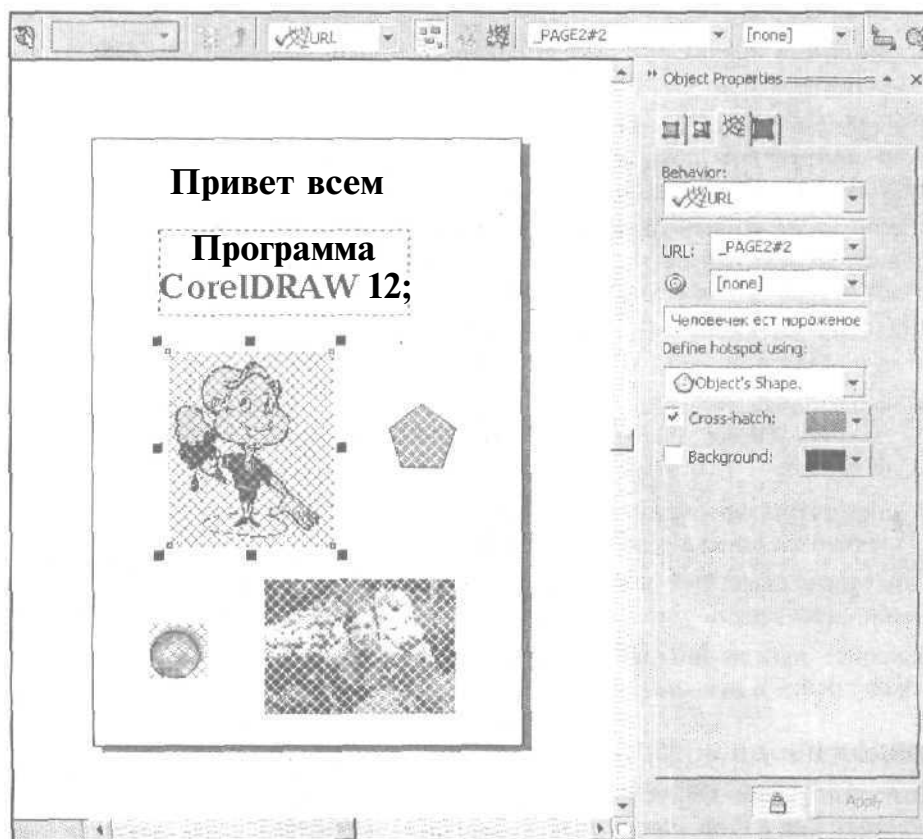 URL
_PAGE2#2
[none]
Object Properties
Привет всем
Программа
CorelDRAW 12;
Behavior:
URL
URL:
_PAGE2#2
[none]
Человечек ест мороженое
Define hotspot using:
Object's Shape.
Cross-hatch:
Background:
Apply